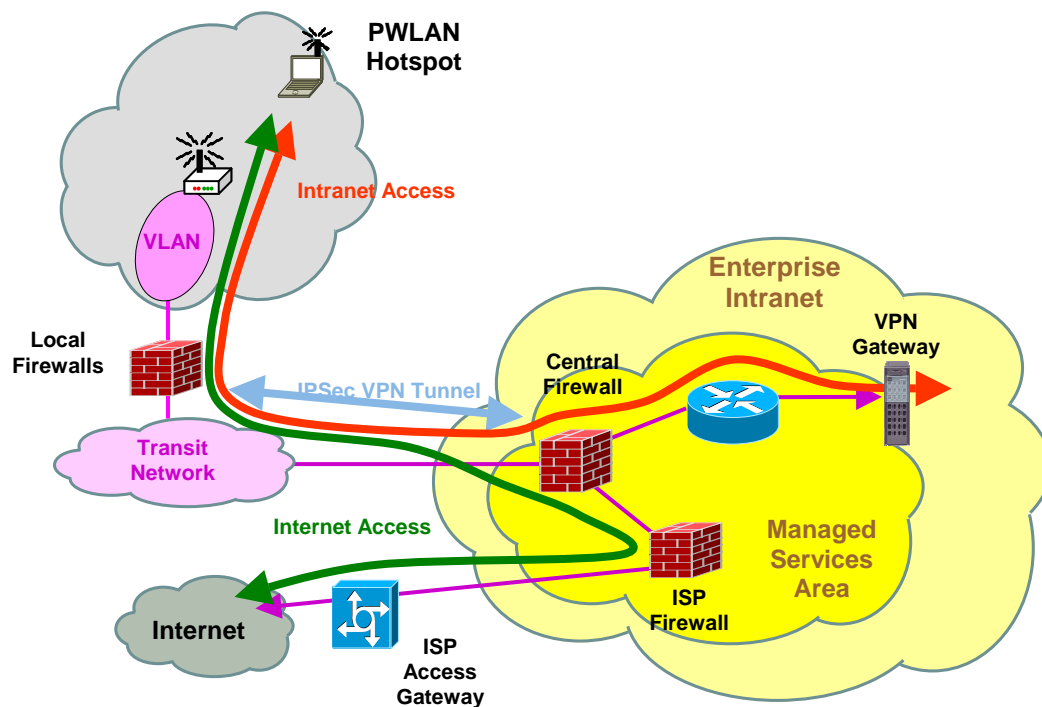 PWLAN
Hotspot
Intranet Access
VLAN
Enterprise
Intranet
Local
Firewalls
VPN
Gateway
Central
Firewall
IPSec VPN Tunnel
Transit
Network
Internet Access
Managed
Services
Area
ISP
Firewall
Internet
ISP
Access
Gateway